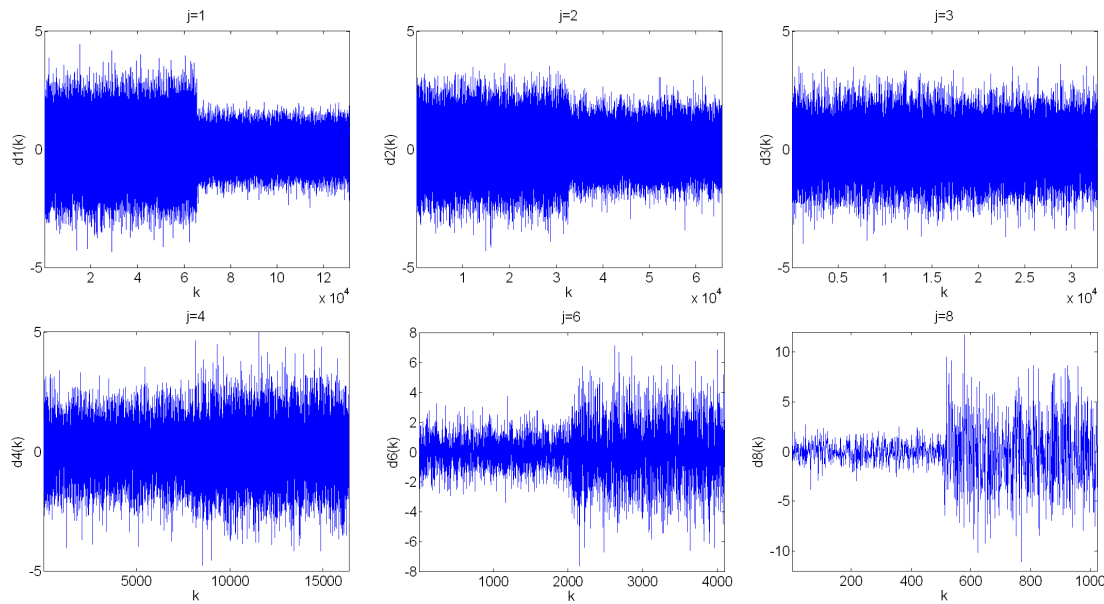 j=1
5
0
-5
d1(k)
2
4
6
8
10
12
k
x 10^4
j=2
5
0
-5
d2(k)
1
2
3
4
5
6
k
x 10^4
j=3
5
0
-5
d3(k)
0.5
1
1.5
2
2.5
3
k
x 10^4
j=4
5
0
-5
d4(k)
5000
10000
15000
k
j=6
8
6
4
2
0
-2
-4
-6
-8
d6(k)
1000
2000
3000
4000
k
j=8
10
5
0
-5
-10
d8(k)
200
400
600
800
1000
k